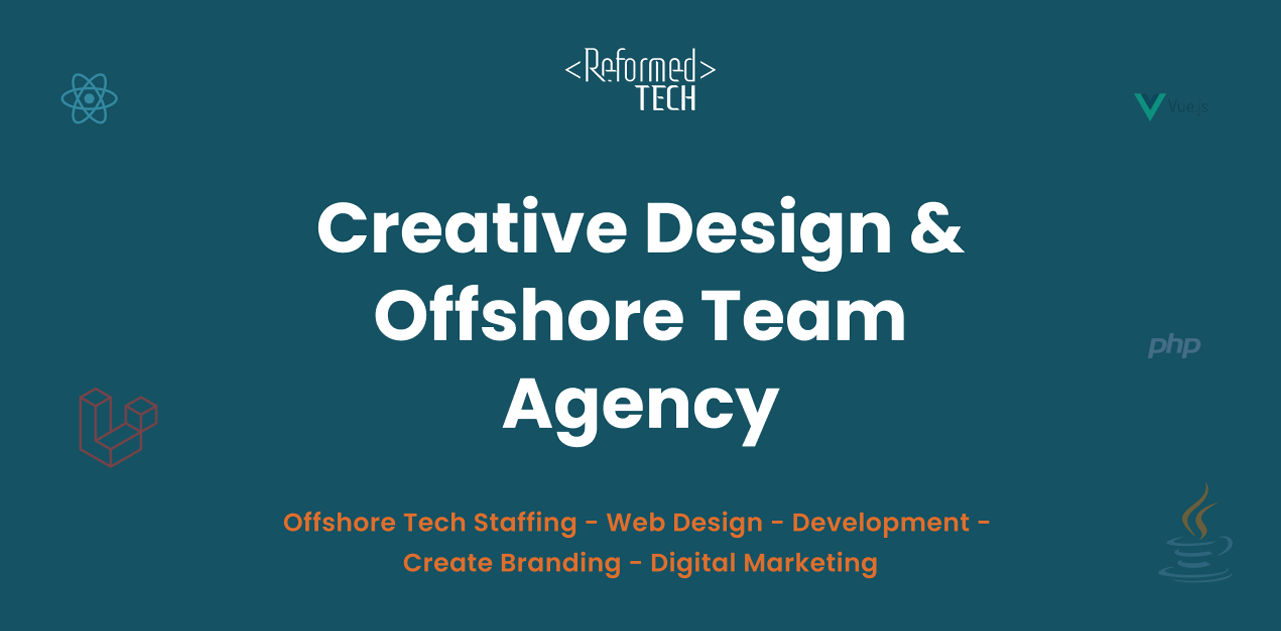 <Reformed>
TECH
Vue.js
Creative Design &
Offshore Team
Agency
php
Offshore Tech Staffing - Web Design - Development -
Create Branding - Digital Marketing